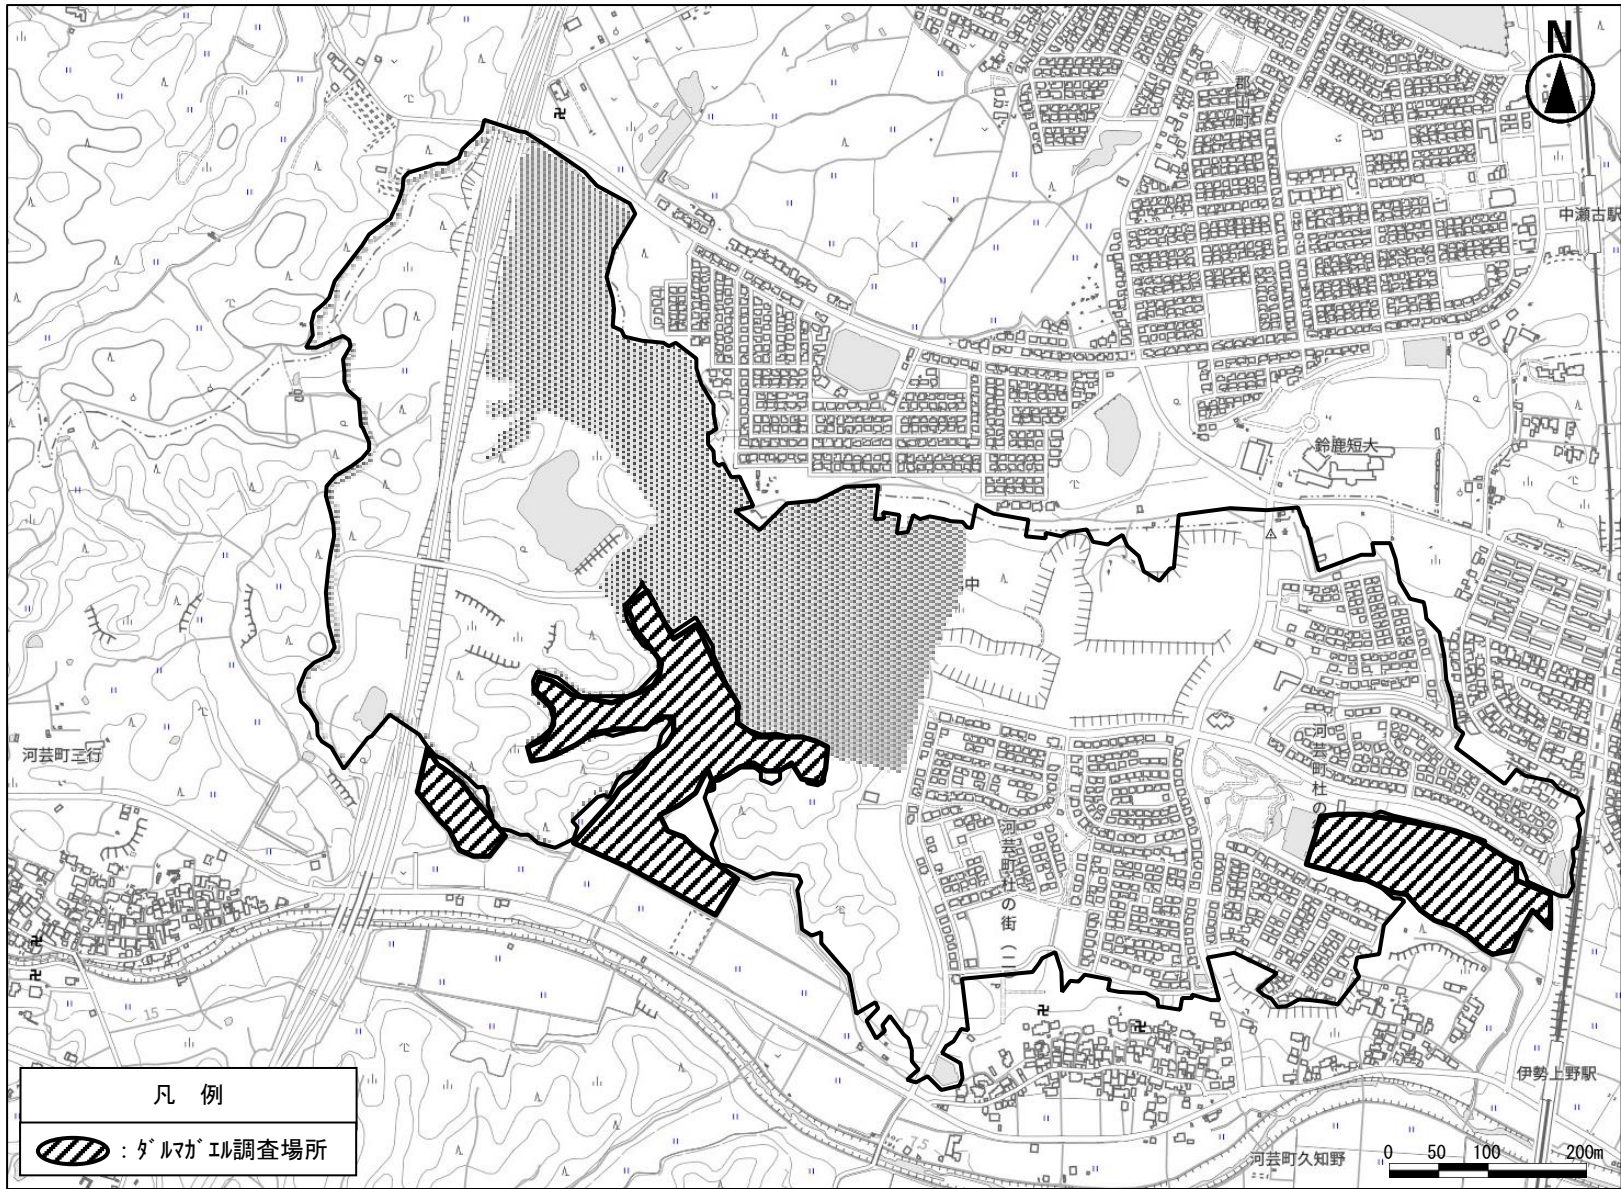 N
郡山町
中瀬古駅
鈴鹿短大
中
河芸町三行
河芸町杜の
河芸町杜の街(二
15
7.5
伊勢上野駅
河芸町久知野
凡 例
:ダルマガエル調査場所
0 50 100 200m